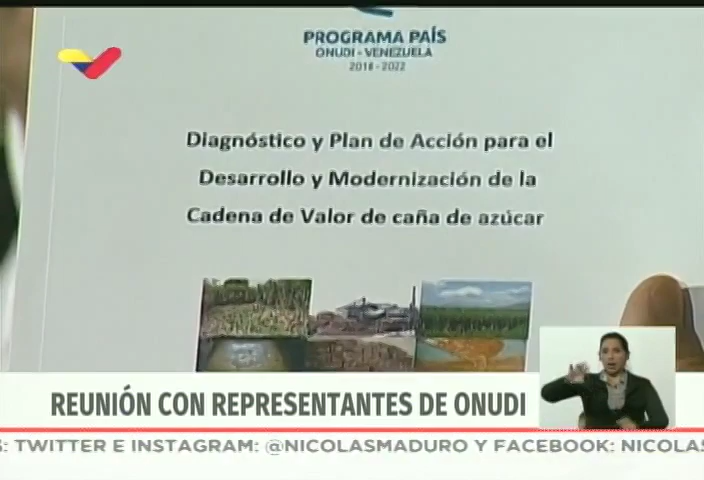 PROGRAMA PAÍS
ONUDI - VENEZUELA
2018 - 2022
Diagnóstico y Plan de Acción para el
Desarrollo y Modernización de la
Cadena de Valor de caña de azúcar
REUNIÓN CON REPRESENTANTES DE ONUDI
: TWITTER E INSTAGRAM: @NICOLASMADURO Y FACEBOOK: NICOLAS